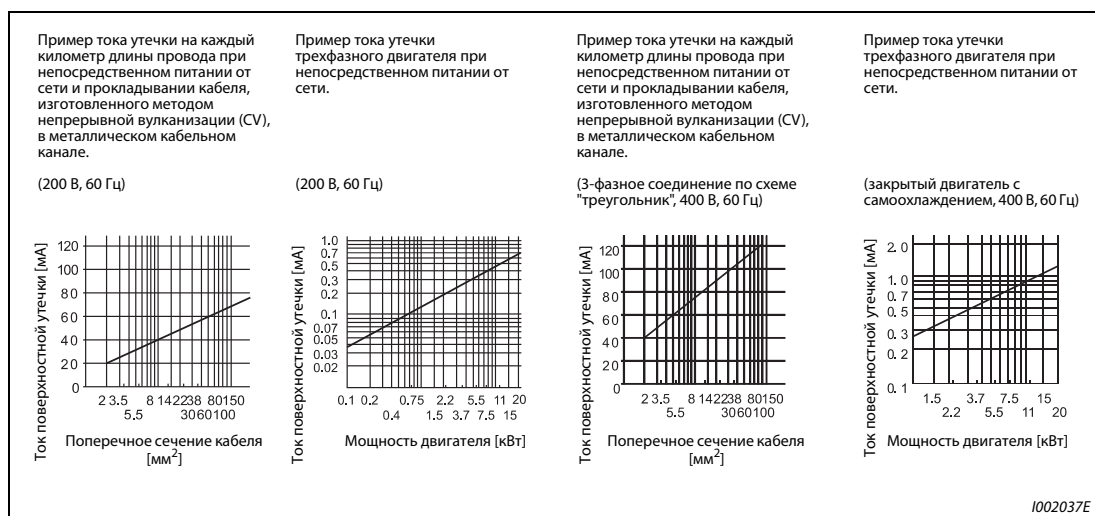 Пример тока утечки на каждый
километр длины провода при
непосредственном питании от
сети и прокладывании кабеля,
изготовленного методом
непрерывной вулканизации (CV),
в металлическом кабельном
канале.
(200 В, 60 Гц)
Ток поверхностной утечки [мА]
120
100
80
60
40
20
0
2 3.5 8 14 22 38 80 150
5.5 30 60 100
Поперечное сечение кабеля
[мм²]
Пример тока утечки
трехфазного двигателя при
непосредственном питании от
сети.
(200 В, 60 Гц)
Ток поверхностной утечки [мА]
1.0
0.7
0.5
0.3
0.2
0.1
0.07
0.05
0.03
0.02
0.1 0.2 0.75 2.2 5.5 11 20
0.4 1.5 3.7 7.5 15
Мощность двигателя [кВт]
Пример тока утечки на каждый
километр длины провода при
непосредственном питании от
сети и прокладывании кабеля,
изготовленного методом
непрерывной вулканизации (CV),
в металлическом кабельном
канале.
(3-фазное соединение по схеме
"треугольник", 400 В, 60 Гц)
Ток поверхностной утечки [мА]
120
100
80
60
40
20
0
2 3.5 8 14 22 38 80 150
5.5 30 60 100
Поперечное сечение кабеля
[мм²]
Пример тока утечки
трехфазного двигателя при
непосредственном питании от
сети.
(закрытый двигатель с
самоохлаждением, 400 В, 60 Гц)
Ток поверхностной утечки [мА]
2.0
1.0
0.7
0.5
0.3
0.2
0.1
1.5 3.7 7.5 15
2.2 5.5 11 20
Мощность двигателя [кВт]
I002037E